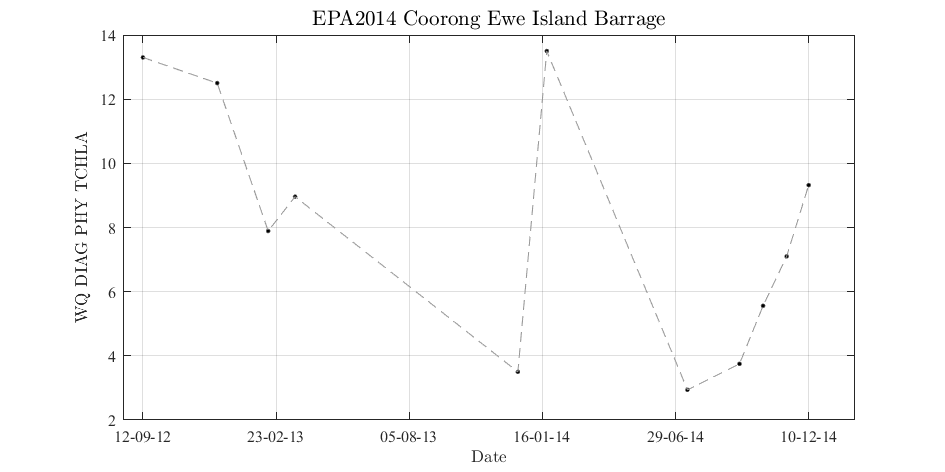 EPA2014 Coorong Ewe Island Barrage
WQ DIAG PHY TCHLA
14
12
10
8
6
4
2
12-09-12 23-02-13 05-08-13 16-01-14 29-06-14 10-12-14
Date